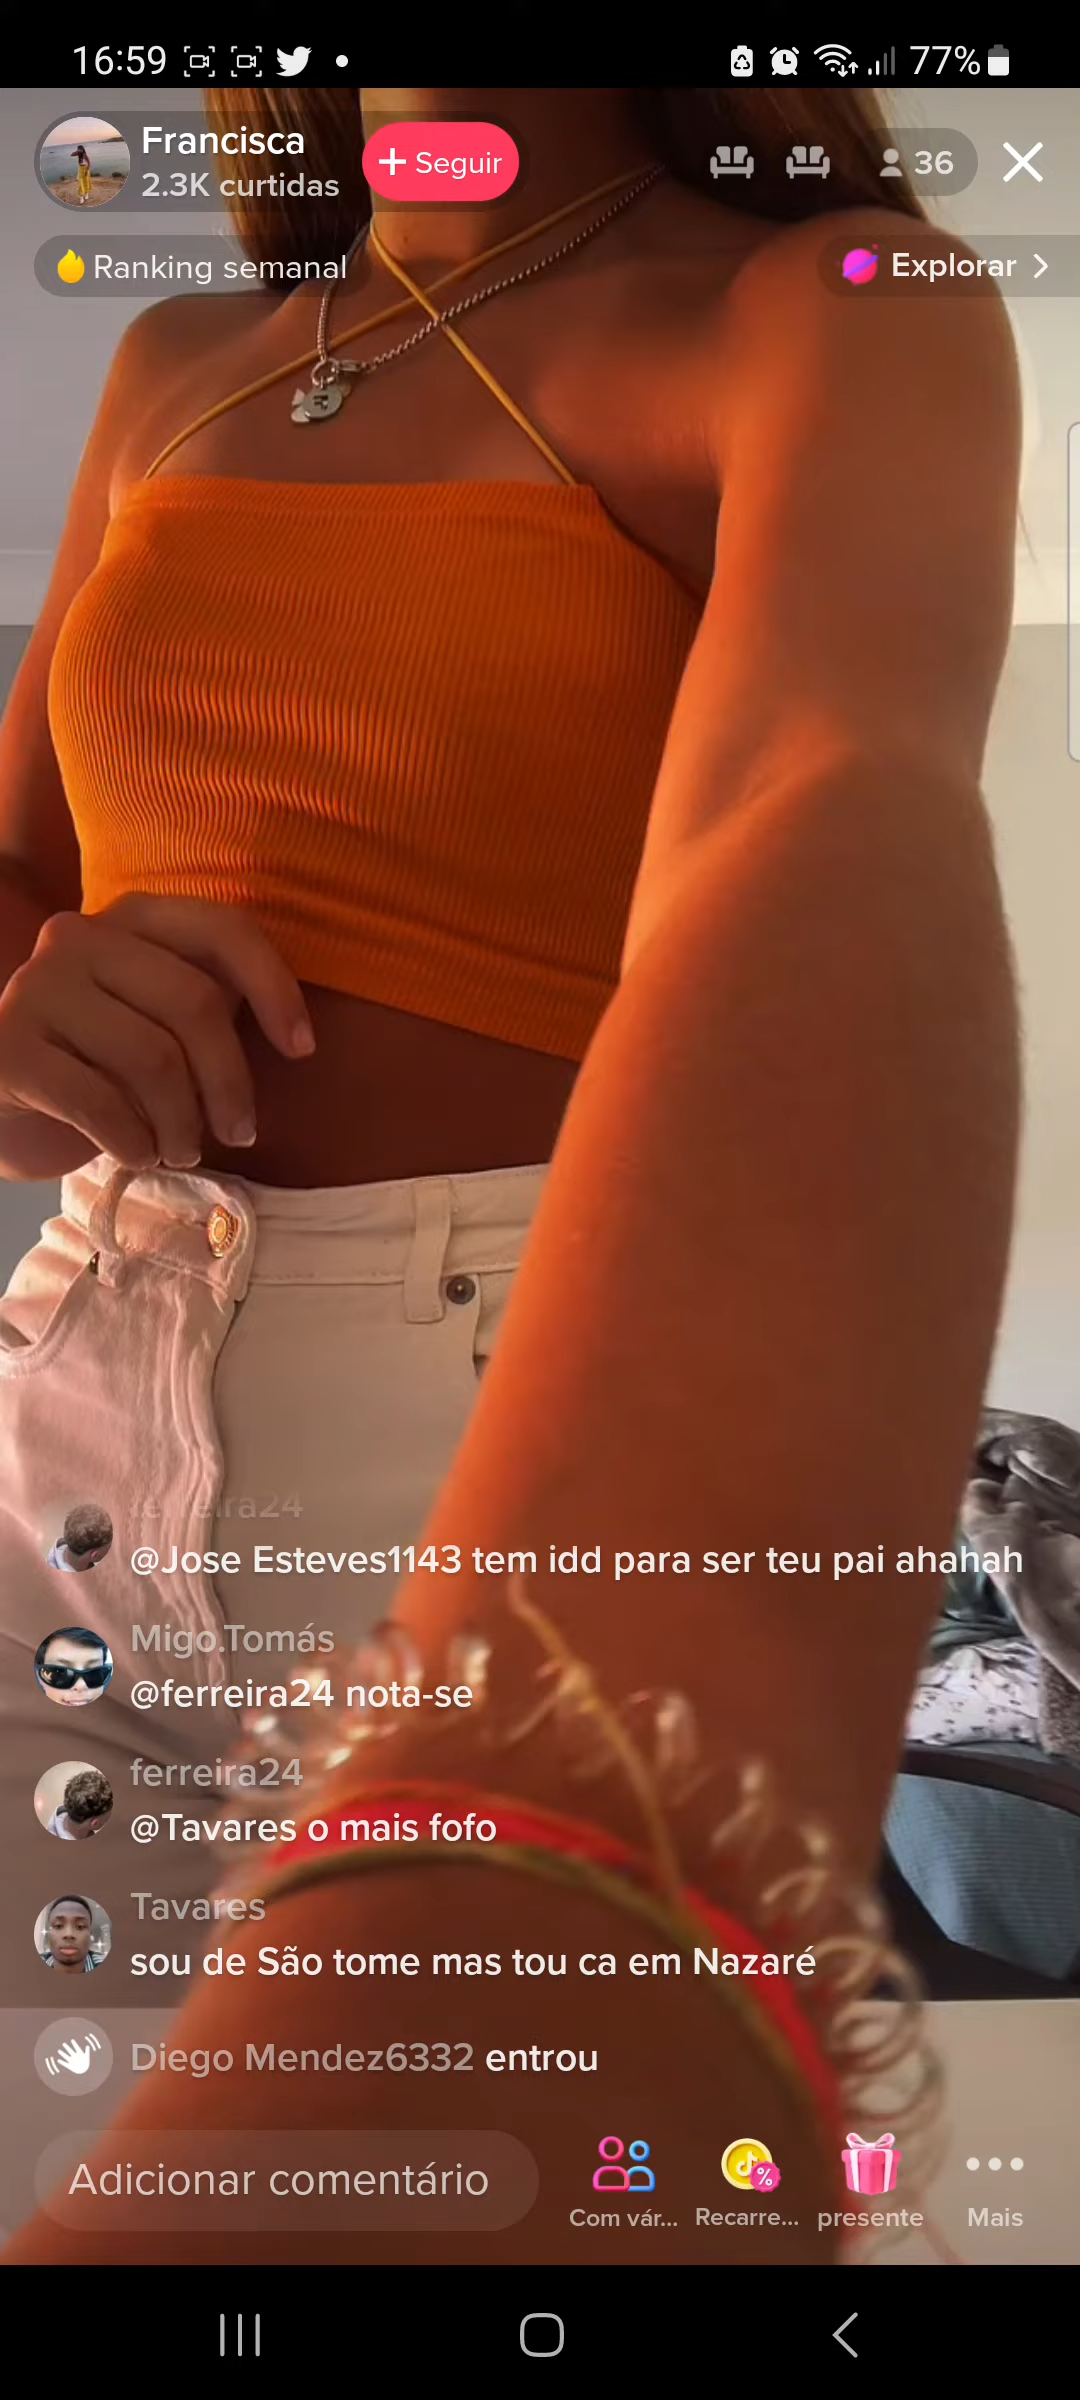 16:59
77%
Francisca
2.3K curtidas
+ Seguir
36
Ranking semanal
Explorar >
F
ferreira24
@Jose Esteves1143 tem idd para ser teu pai ahahah
Migo.Tomás
@ferreira24 nota-se
ferreira24
@Tavares o mais fofo
Tavares
sou de São tome mas tou ca em Nazaré
Diego Mendez6332 entrou
Adicionar comentário
Com vár...
Recarre...
presente
Mais